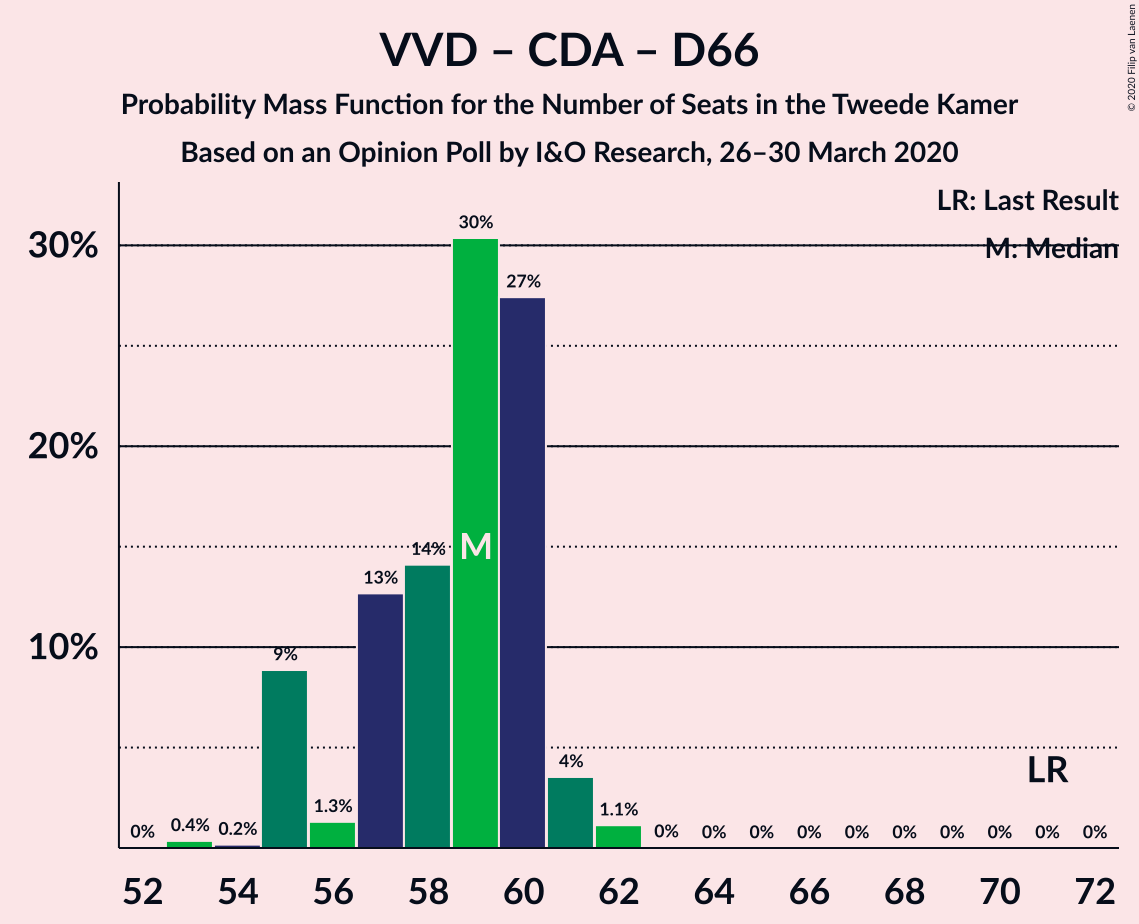 VVD – CDA – D66
Probability Mass Function for the Number of Seats in the Tweede Kamer
Based on an Opinion Poll by I&O Research, 26–30 March 2020
© 2020 Filip van Laenen
LR: Last Result
M: Median
30%
20%
10%
0% 0.4% 0.2% 9% 1.3% 13% 14% 30% 27% 4% 1.1% 0% 0% 0% 0% 0% 0% 0% 0% 0% 0%
M
LR
52 54 56 58 60 62 64 66 68 70 72